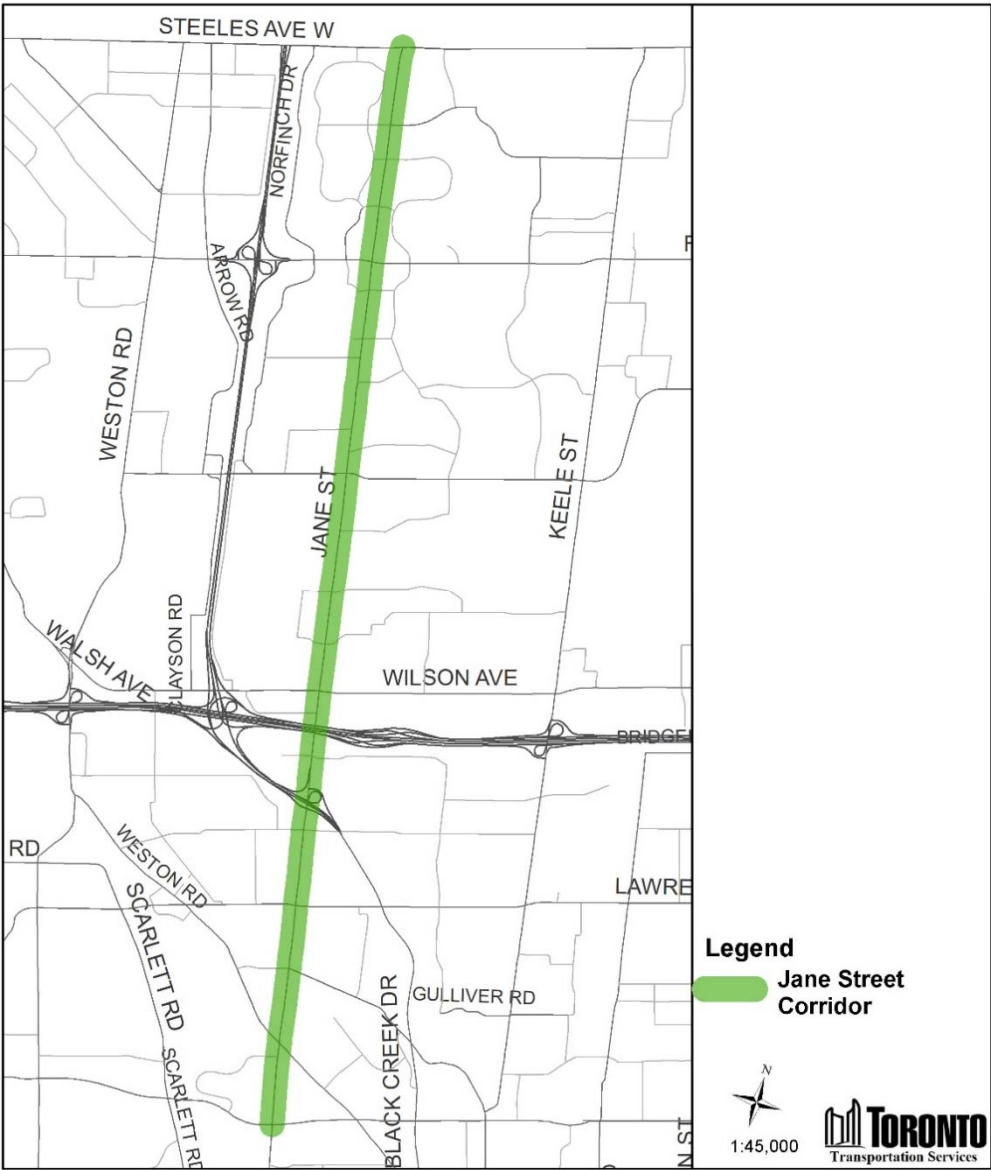 STEELES AVE W
NORFINCH DR
ARROW RD
WESTON RD
JANE ST
KEELE ST
WALSH AVE
CLAYSON RD
WILSON AVE
RD
WESTON RD
SCARLETT RD
LAWRE
GULLIVER RD
BLACK CREEK DR
SCARLETT RD
N ST
Legend
Jane Street
Corridor
N
1:45,000
TORONTO
Transportation Services